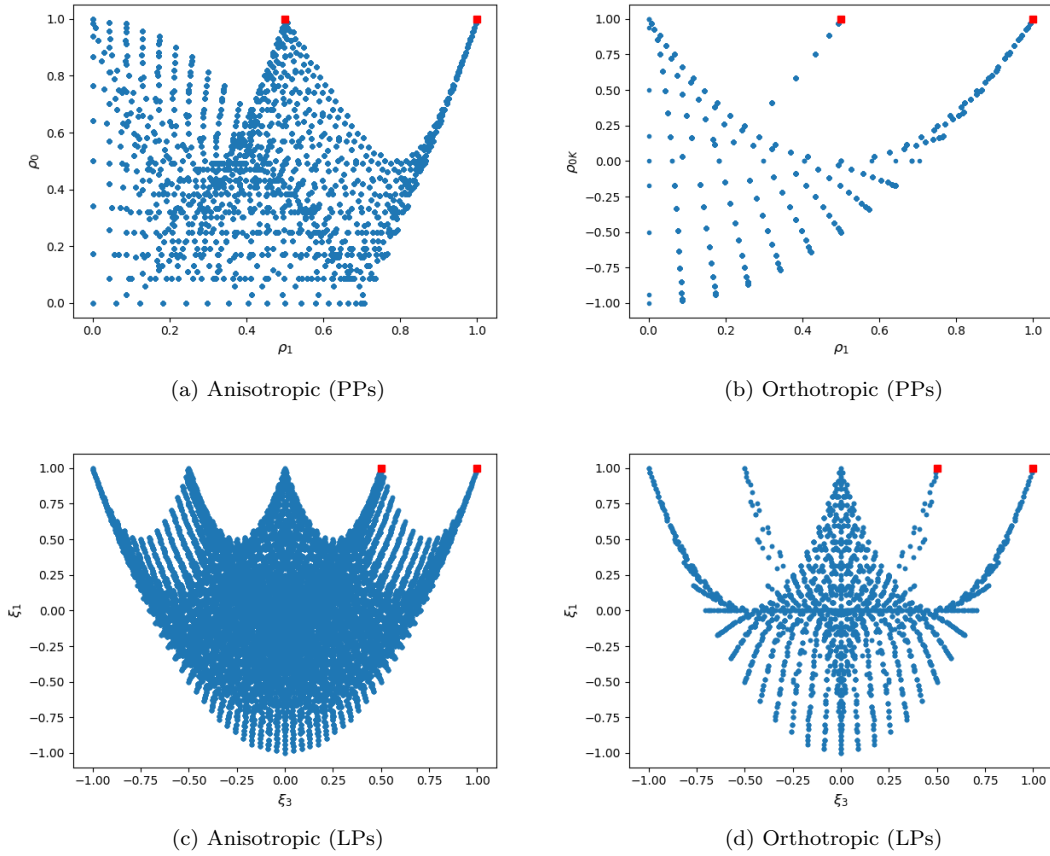 1.0
0.8
0.6
0.4
0.2
0.0
ρ0
0.0 0.2 0.4 0.6 0.8 1.0
ρ1
(a) Anisotropic (PPs)
1.00
0.75
0.50
0.25
0.00
−0.25
−0.50
−0.75
−1.00
ρ0K
0.0 0.2 0.4 0.6 0.8 1.0
ρ1
(b) Orthotropic (PPs)
1.00
0.75
0.50
0.25
0.00
−0.25
−0.50
−0.75
−1.00
ξ1
−1.00 −0.75 −0.50 −0.25 0.00 0.25 0.50 0.75 1.00
ξ3
(c) Anisotropic (LPs)
1.00
0.75
0.50
0.25
0.00
−0.25
−0.50
−0.75
−1.00
ξ1
−1.00 −0.75 −0.50 −0.25 0.00 0.25 0.50 0.75 1.00
ξ3
(d) Orthotropic (LPs)